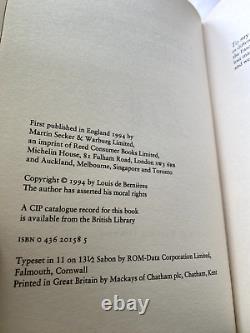 First published in England 1994 by
Martin Secker & Warburg Limited,
an imprint of Reed Consumer Books Limited,
Michelin House, 81 Fulham Road, London SW3 6RB
and Auckland, Melbourne, Singapore and Toronto
Copyright © 1994 by Louis de Bernières
The author has asserted his moral rights
A CIP catalogue record for this book
is available from the British Library
ISBN 0 436 20158 5
Typeset in 11 on 13½ Sabon by ROM-Data Corporation Limited,
Falmouth, Cornwall
Printed in Great Britain by Mackays of Chatham plc, Chatham, Kent
To my